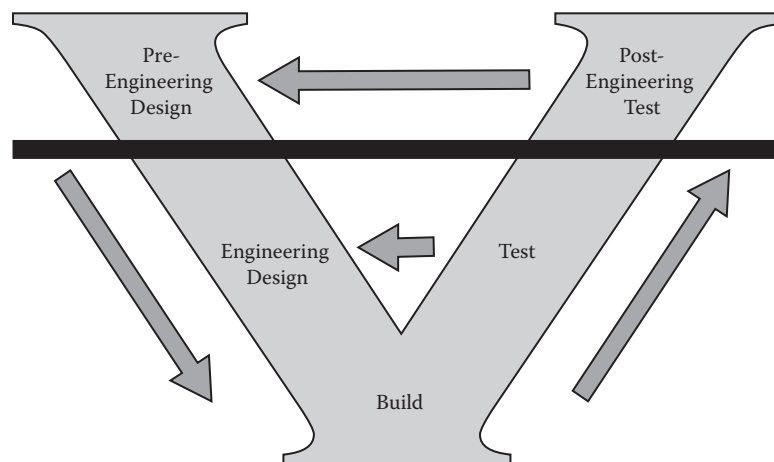 Pre-
Engineering
Design
Post-
Engineering
Test
Engineering
Design
Test
Build